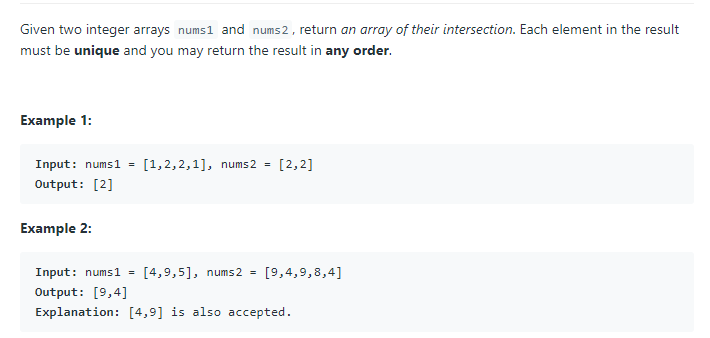 Given two integer arrays nums1 and nums2, return an array of their intersection. Each element in the result
must be unique and you may return the result in any order.
Example 1:
Input: nums1 = [1,2,2,1], nums2 = [2,2]
Output: [2]
Example 2:
Input: nums1 = [4,9,5], nums2 = [9,4,9,8,4]
Output: [9,4]
Explanation: [4,9] is also accepted.